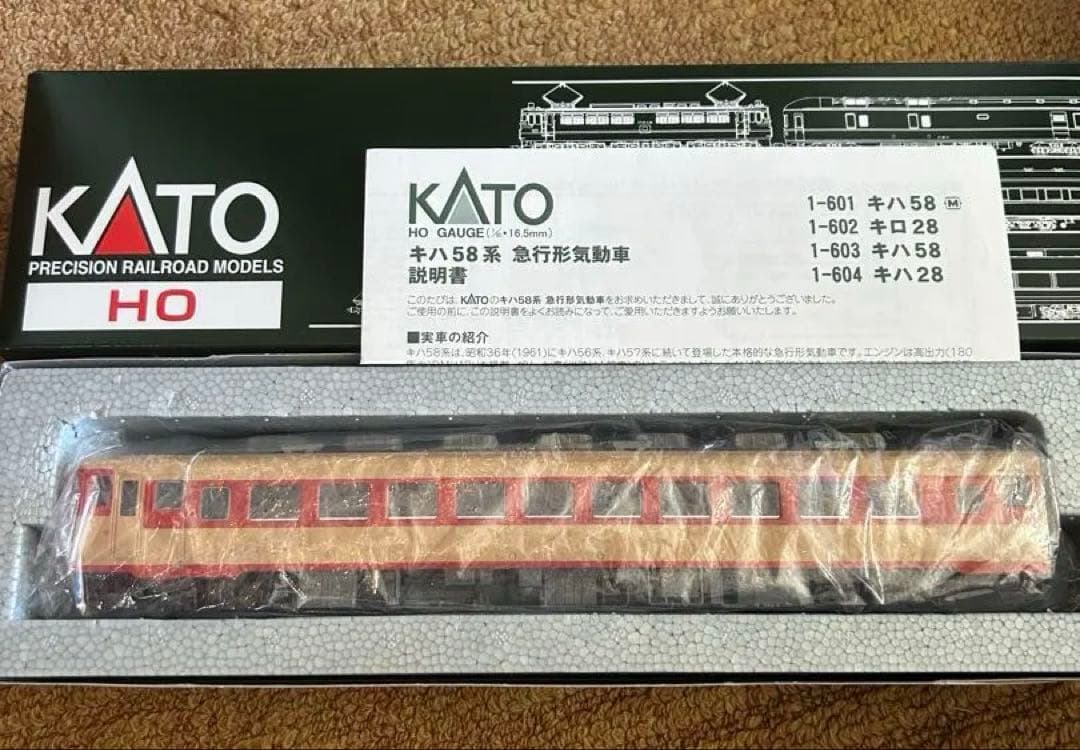 KATO
PRECISION RAILROAD MODELS
HO
KATO
HO GAUGE(1/80・16.5mm)
キハ58系 急行形気動車
説明書
1-601 キハ58 M
1-602 キロ28
1-603 キハ58
1-604 キハ28
このたびは、KATOのキハ58系 急行形気動車をお求めいただきまして、誠にありがとうございました。
ご使用の前に、この説明書をよくお読みになって、ご愛用いただきますようお願いいたします。
■実車の紹介
キハ58系は、昭和36年(1961)にキハ56系、キハ57系に続いて登場した本格的な急行形気動車です。エンジンは高出力(180